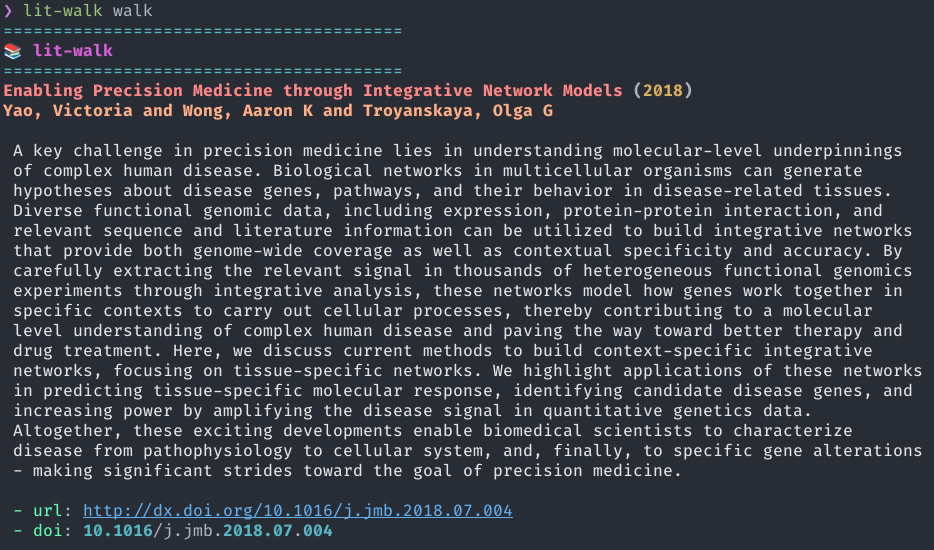 ❯ lit-walk walk
========================================
📚 lit-walk
========================================
Enabling Precision Medicine through Integrative Network Models (2018)
Yao, Victoria and Wong, Aaron K and Troyanskaya, Olga G
A key challenge in precision medicine lies in understanding molecular-level underpinnings
of complex human disease. Biological networks in multicellular organisms can generate
hypotheses about disease genes, pathways, and their behavior in disease-related tissues.
Diverse functional genomic data, including expression, protein-protein interaction, and
relevant sequence and literature information can be utilized to build integrative networks
that provide both genome-wide coverage as well as contextual specificity and accuracy. By
carefully extracting the relevant signal in thousands of heterogeneous functional genomics
experiments through integrative analysis, these networks model how genes work together in
specific contexts to carry out cellular processes, thereby contributing to a molecular
level understanding of complex human disease and paving the way toward better therapy and
drug treatment. Here, we discuss current methods to build context-specific integrative
networks, focusing on tissue-specific networks. We highlight applications of these networks
in predicting tissue-specific molecular response, identifying candidate disease genes, and
increasing power by amplifying the disease signal in quantitative genetics data.
Altogether, these exciting developments enable biomedical scientists to characterize
disease from pathophysiology to cellular system, and, finally, to specific gene alterations
- making significant strides toward the goal of precision medicine.
- url: http://dx.doi.org/10.1016/j.jmb.2018.07.004
- doi: 10.1016/j.jmb.2018.07.004